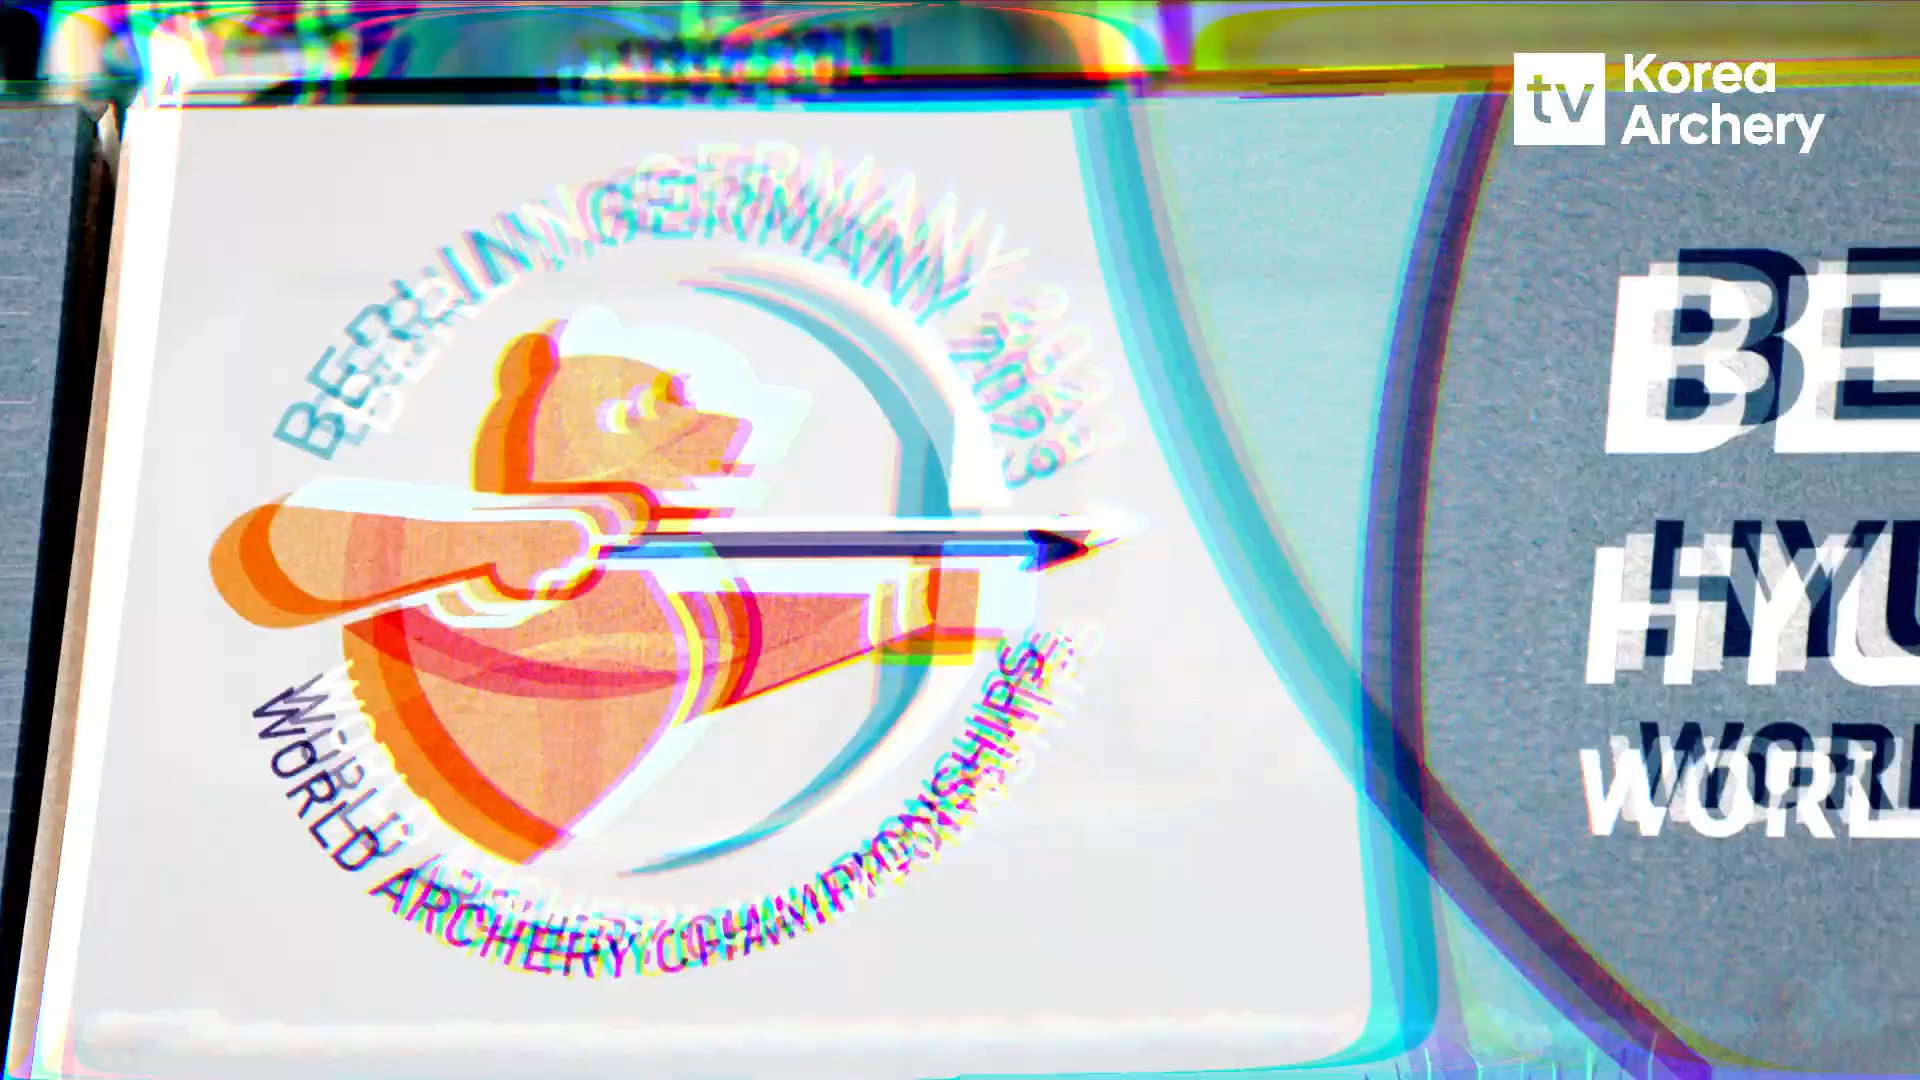 tv Korea
Archery
BERLIN GERMANY 2023
BE
HYU
WORL
WORLD ARCHERY CHAMPIONSHIPS